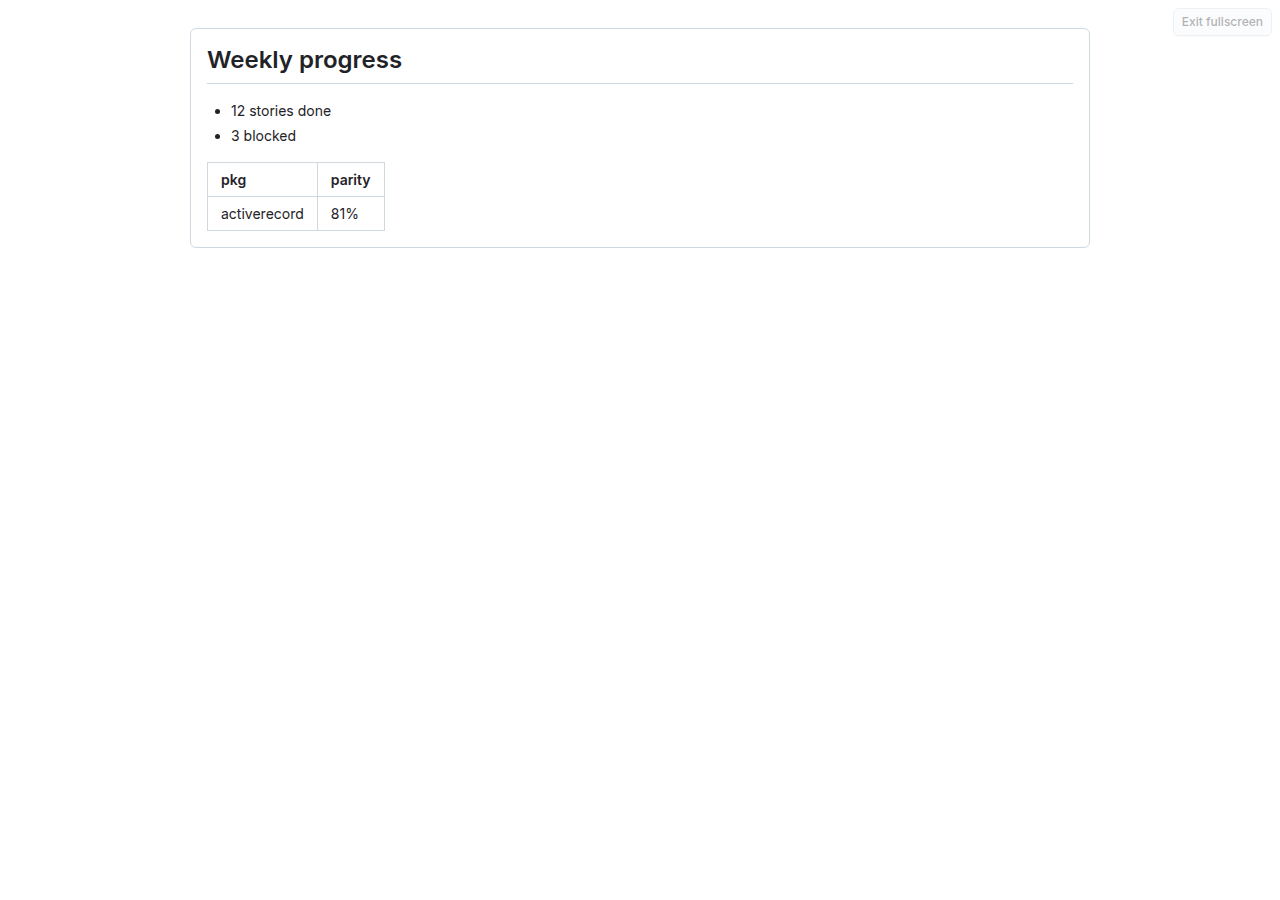 Exit fullscreen
Weekly progress
12 stories done
3 blocked
pkg parity
activerecord 81%